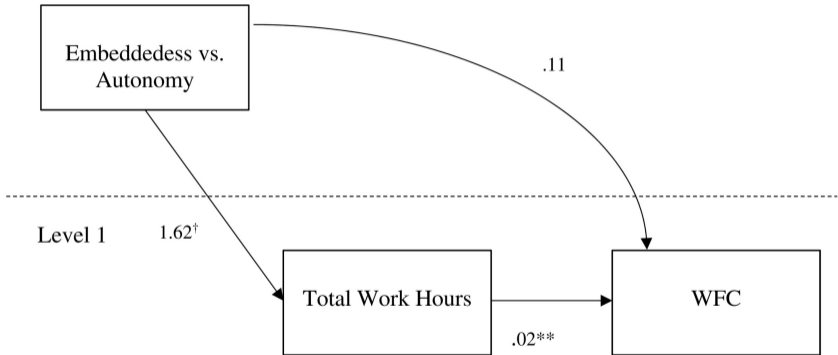 Embeddedess vs.
Autonomy
.11
Level 1
1.62†
Total Work Hours
WFC
.02**